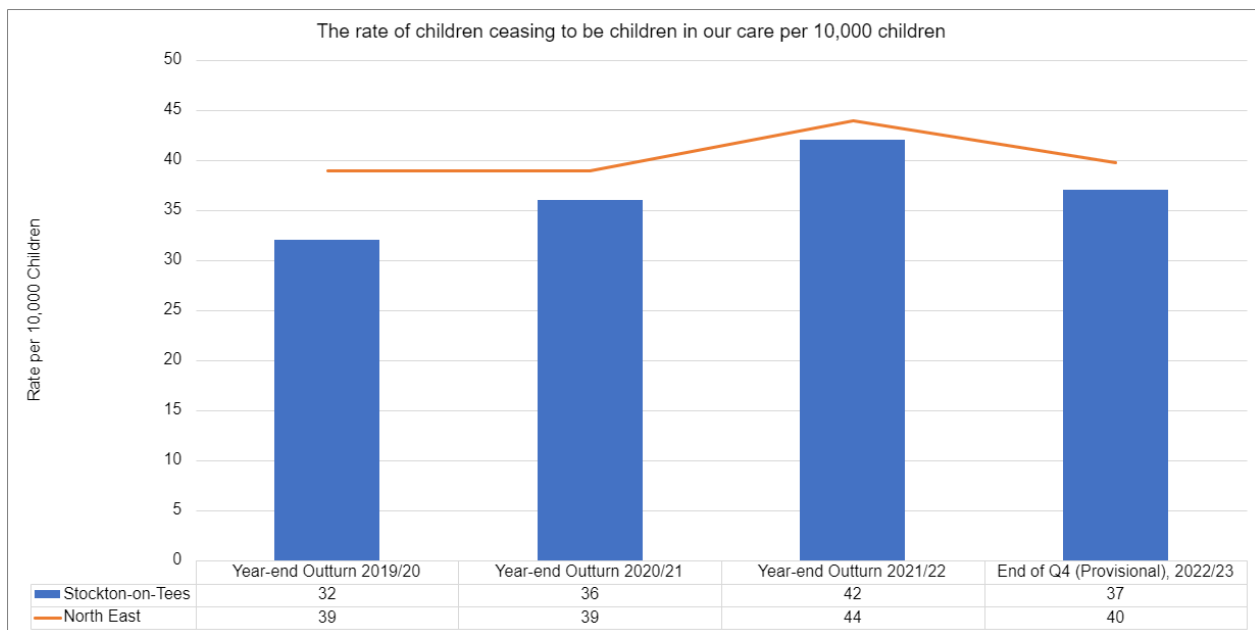 The rate of children ceasing to be children in our care per 10,000 children
50
45
40
35
30
25
20
15
10
5
0
Rate per 10,000 Children
Year-end Outturn 2019/20 Year-end Outturn 2020/21 Year-end Outturn 2021/22 End of Q4 (Provisional), 2022/23
Stockton-on-Tees 32 36 42 37
North East 39 39 44 40